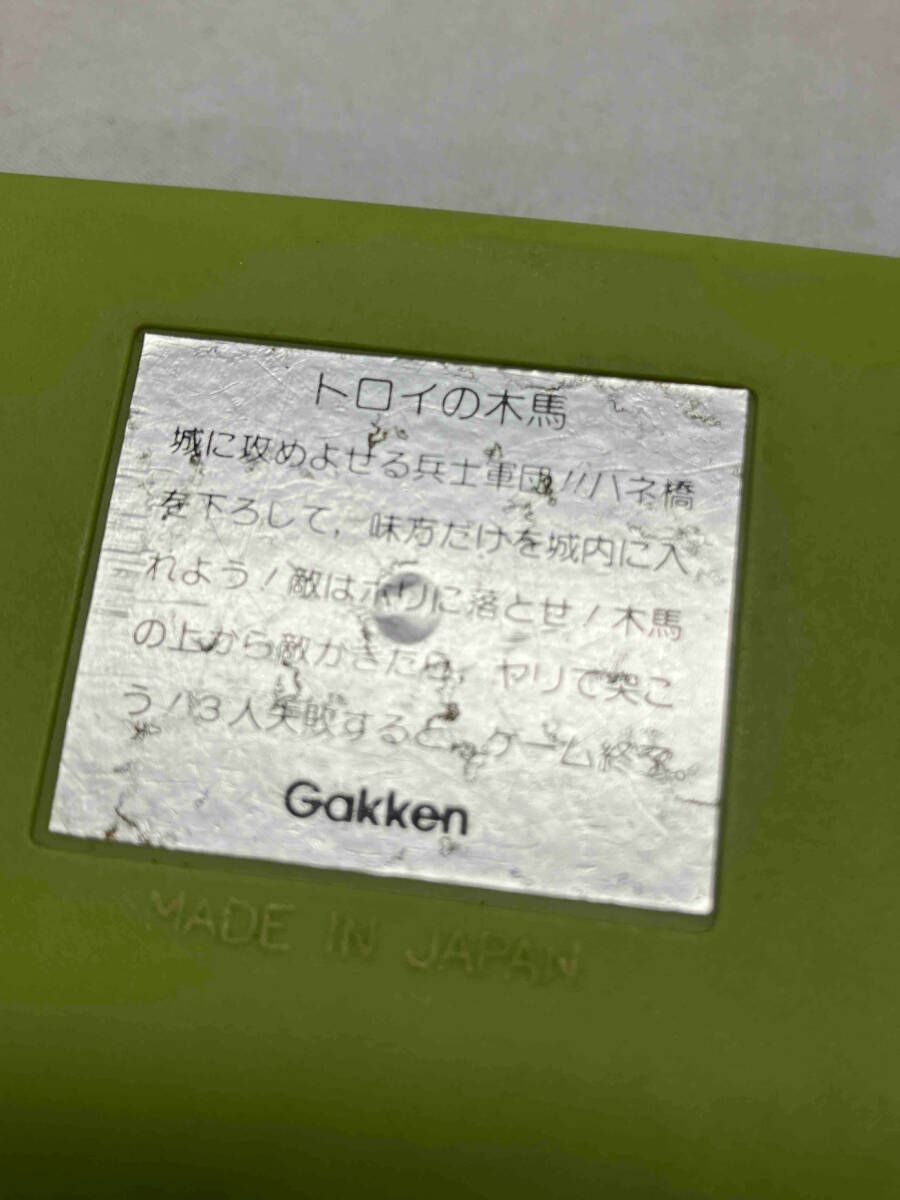 トロイの木馬
城に攻めよせる兵士軍団!!ハネ橋
を下ろして，味方だけを城内に入
れよう！敵はホリに落とせ！木馬
の上から敵がきたら，ヤリで突こ
う！3人失敗すると，ゲーム終了。
Gakken
MADE IN JAPAN